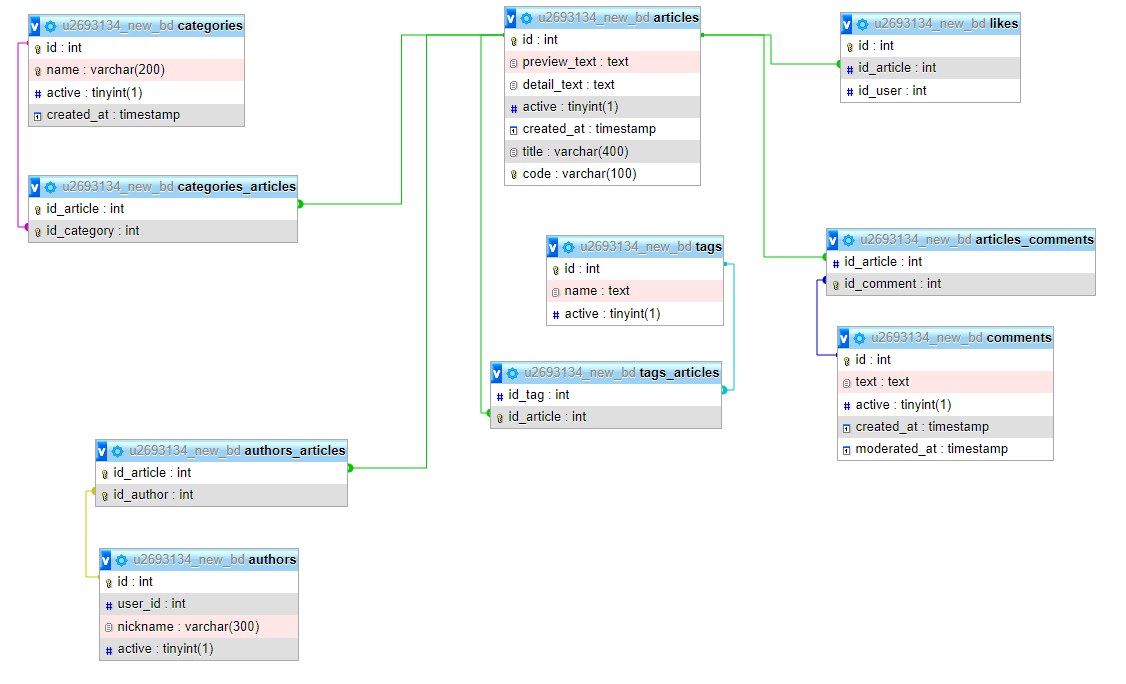 u2693134_new_bd categories
id : int
name : varchar(200)
active : tinyint(1)
created_at : timestamp
u2693134_new_bd articles
id : int
preview_text : text
detail_text : text
active : tinyint(1)
created_at : timestamp
title : varchar(400)
code : varchar(100)
u2693134_new_bd likes
id : int
id_article : int
id_user : int
u2693134_new_bd categories_articles
id_article : int
id_category : int
u2693134_new_bd tags
id : int
name : text
active : tinyint(1)
u2693134_new_bd articles_comments
id_article : int
id_comment : int
u2693134_new_bd comments
id : int
text : text
active : tinyint(1)
created_at : timestamp
moderated_at : timestamp
u2693134_new_bd tags_articles
id_tag : int
id_article : int
u2693134_new_bd authors_articles
id_article : int
id_author : int
u2693134_new_bd authors
id : int
user_id : int
nickname : varchar(300)
active : tinyint(1)